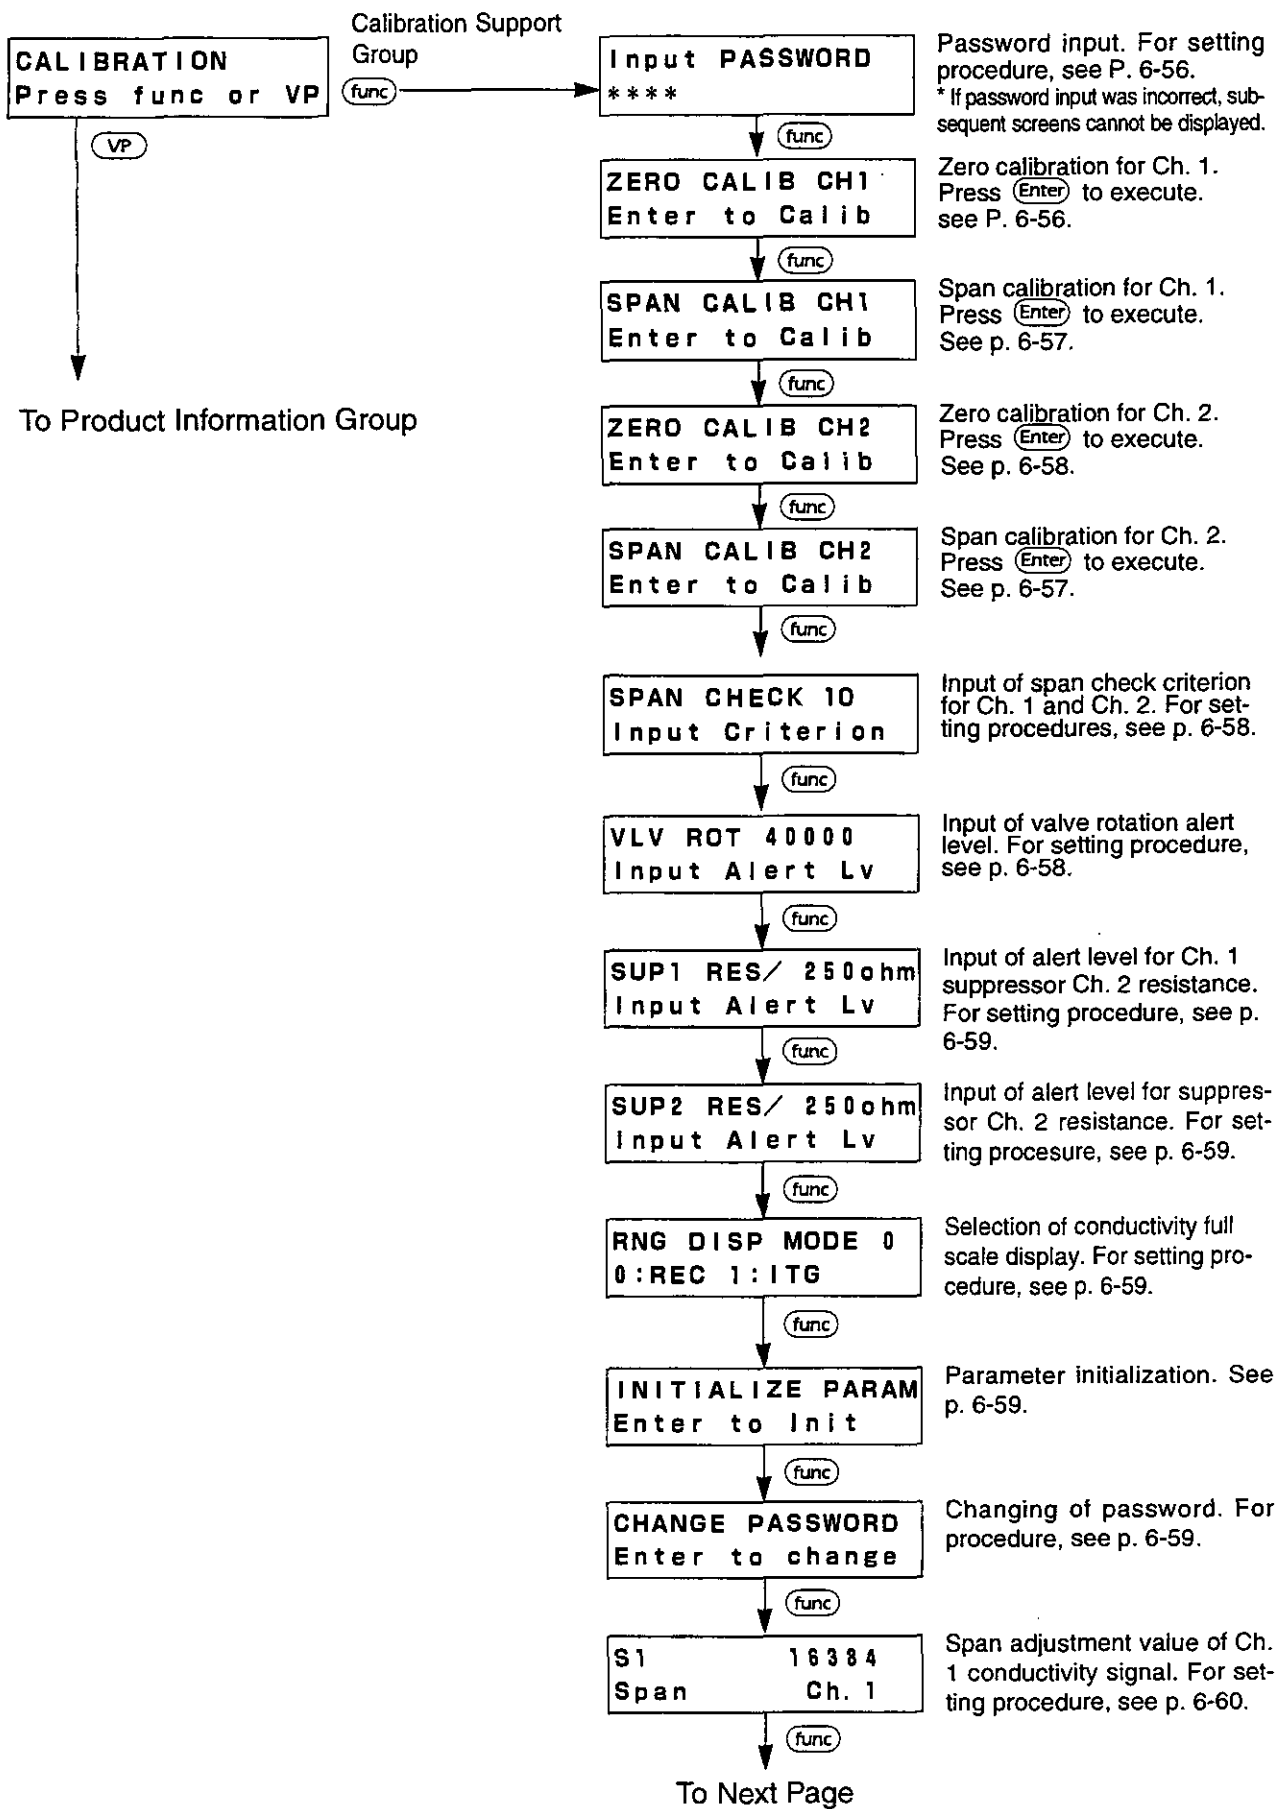 Calibration Support
Group
CALIBRATION
Press func or VP
func
VP
To Product Information Group
Input PASSWORD
****
Password input. For setting
procedure, see P. 6-56.
* If password input was incorrect, sub-
sequent screens cannot be displayed.
func
ZERO CALIB CH1
Enter to Calib
Zero calibration for Ch. 1.
Press Enter to execute.
see P. 6-56.
func
SPAN CALIB CH1
Enter to Calib
Span calibration for Ch. 1.
Press Enter to execute.
See p. 6-57.
func
ZERO CALIB CH2
Enter to Calib
Zero calibration for Ch. 2.
Press Enter to execute.
See p. 6-58.
func
SPAN CALIB CH2
Enter to Calib
Span calibration for Ch. 2.
Press Enter to execute.
See p. 6-57.
func
SPAN CHECK 10
Input Criterion
Input of span check criterion
for Ch. 1 and Ch. 2. For set-
ting procedures, see p. 6-58.
func
VLV ROT 40000
Input Alert Lv
Input of valve rotation alert
level. For setting procedure,
see p. 6-58.
func
SUP1 RES/ 250ohm
Input Alert Lv
Input of alert level for Ch. 1
suppressor Ch. 2 resistance.
For setting procedure, see p.
6-59.
func
SUP2 RES/ 250ohm
Input Alert Lv
Input of alert level for suppres-
sor Ch. 2 resistance. For set-
ting procesure, see p. 6-59.
func
RNG DISP MODE 0
0:REC 1:ITG
Selection of conductivity full
scale display. For setting pro-
cedure, see p. 6-59.
func
INITIALIZE PARAM
Enter to Init
Parameter initialization. See
p. 6-59.
func
CHANGE PASSWORD
Enter to change
Changing of password. For
procedure, see p. 6-59.
func
S1 16384
Span Ch. 1
Span adjustment value of Ch.
1 conductivity signal. For set-
ting procedure, see p. 6-60.
func
To Next Page